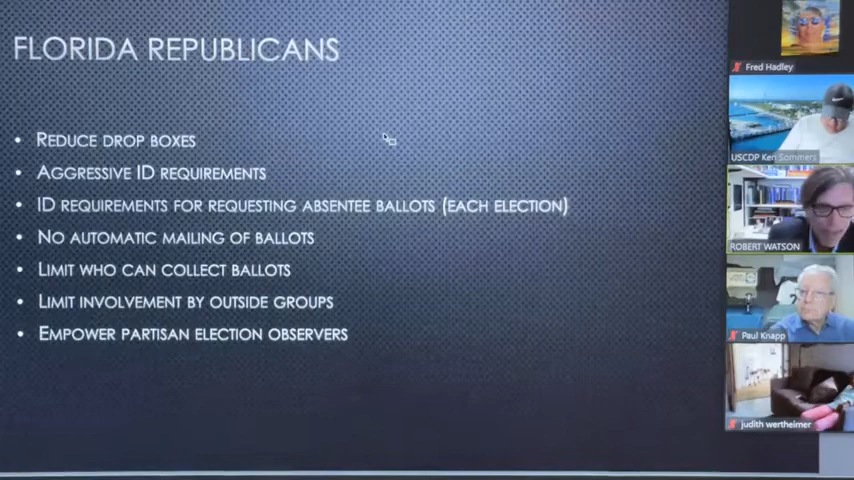 FLORIDA REPUBLICANS
• REDUCE DROP BOXES
• AGGRESSIVE ID REQUIREMENTS
• ID REQUIREMENTS FOR REQUESTING ABSENTEE BALLOTS (EACH ELECTION)
• NO AUTOMATIC MAILING OF BALLOTS
• LIMIT WHO CAN COLLECT BALLOTS
• LIMIT INVOLVEMENT BY OUTSIDE GROUPS
• EMPOWER PARTISAN ELECTION OBSERVERS
Fred Hadley
USCDP Ken Sommers
ROBERT WATSON
Paul Knapp
judith wertheimer